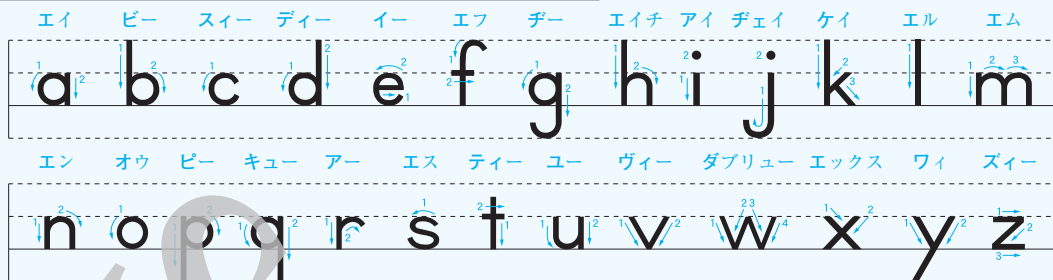 エイ ビー スィー ディー イー エフ ヂー エイチ アイ ヂェイ ケイ エル エム
a b c d e f g h i j k l m
エン オゥ ピー キュー アー エス ティー ユー ヴィー ダブリュー エックス ワィ ズィー
n o p q r s t u v w x y z